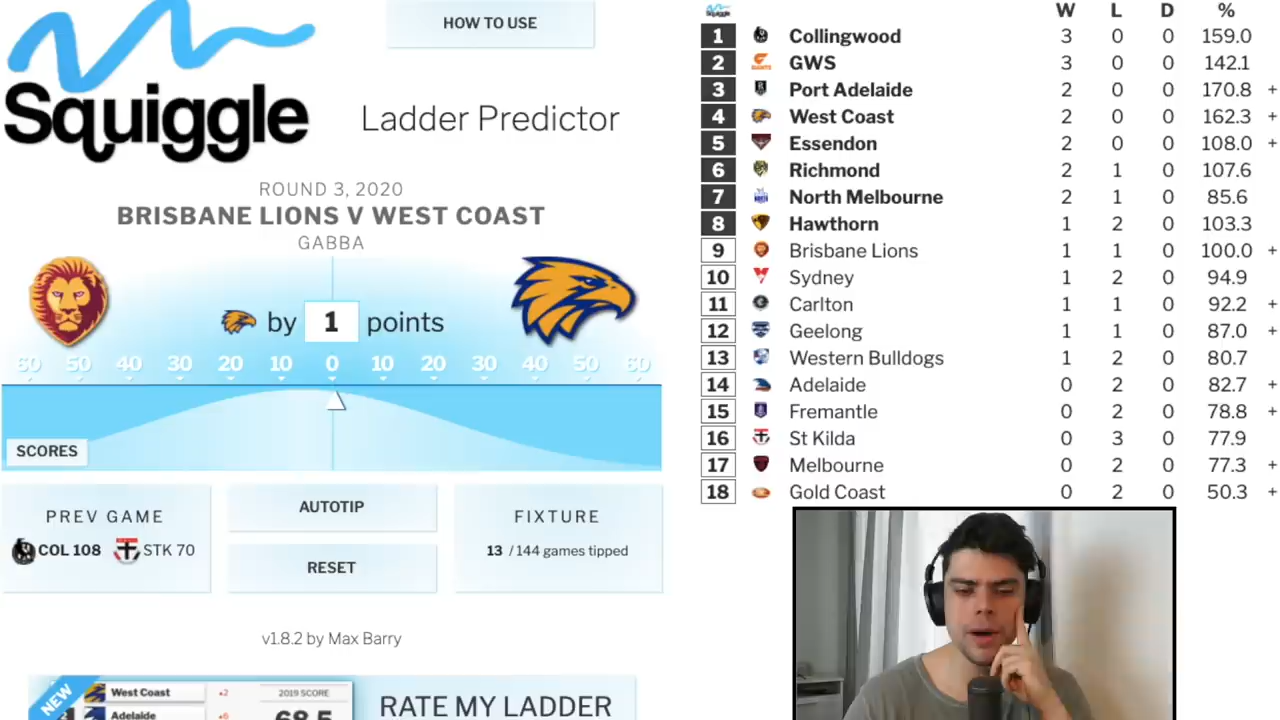 HOW TO USE
Squiggle
Ladder Predictor
ROUND 3, 2020
BRISBANE LIONS V WEST COAST
GABBA
by 1 points
60 50 40 30 20 10 0 10 20 30 40 50 60
SCORES
PREV GAME
COL 108 STK 70
AUTOTIP
RESET
FIXTURE
13 / 144 games tipped
v1.8.2 by Max Barry
NEW
West Coast +2
Adelaide +6
2019 SCORE
68.5
RATE MY LADDER
Squiggle W L D %
1 Collingwood 3 0 0 159.0
2 GWS 3 0 0 142.1
3 Port Adelaide 2 0 0 170.8 +
4 West Coast 2 0 0 162.3 +
5 Essendon 2 0 0 108.0 +
6 Richmond 2 1 0 107.6
7 North Melbourne 2 1 0 85.6
8 Hawthorn 1 2 0 103.3
9 Brisbane Lions 1 1 0 100.0 +
10 Sydney 1 2 0 94.9
11 Carlton 1 1 0 92.2 +
12 Geelong 1 1 0 87.0 +
13 Western Bulldogs 1 2 0 80.7
14 Adelaide 0 2 0 82.7 +
15 Fremantle 0 2 0 78.8 +
16 St Kilda 0 3 0 77.9
17 Melbourne 0 2 0 77.3 +
18 Gold Coast 0 2 0 50.3 +